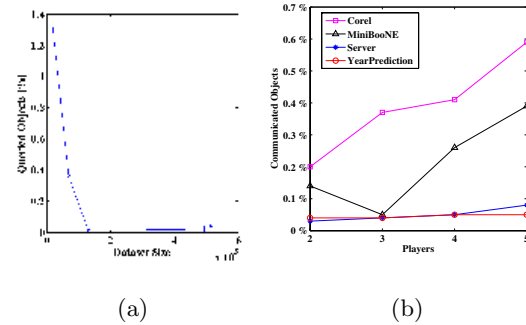 1.4
1.2
1
0.8
0.6
0.4
0.2
0
0 2 4 6
Dataset Size
x 10^5
Queried Objects [%]
(a)
0.7 %
0.6 %
0.5 %
0.4 %
0.3 %
0.2 %
0.1 %
0 %
2 3 4 5
Players
Communicated Objects
Corel
MiniBooNE
Server
YearPrediction
(b)